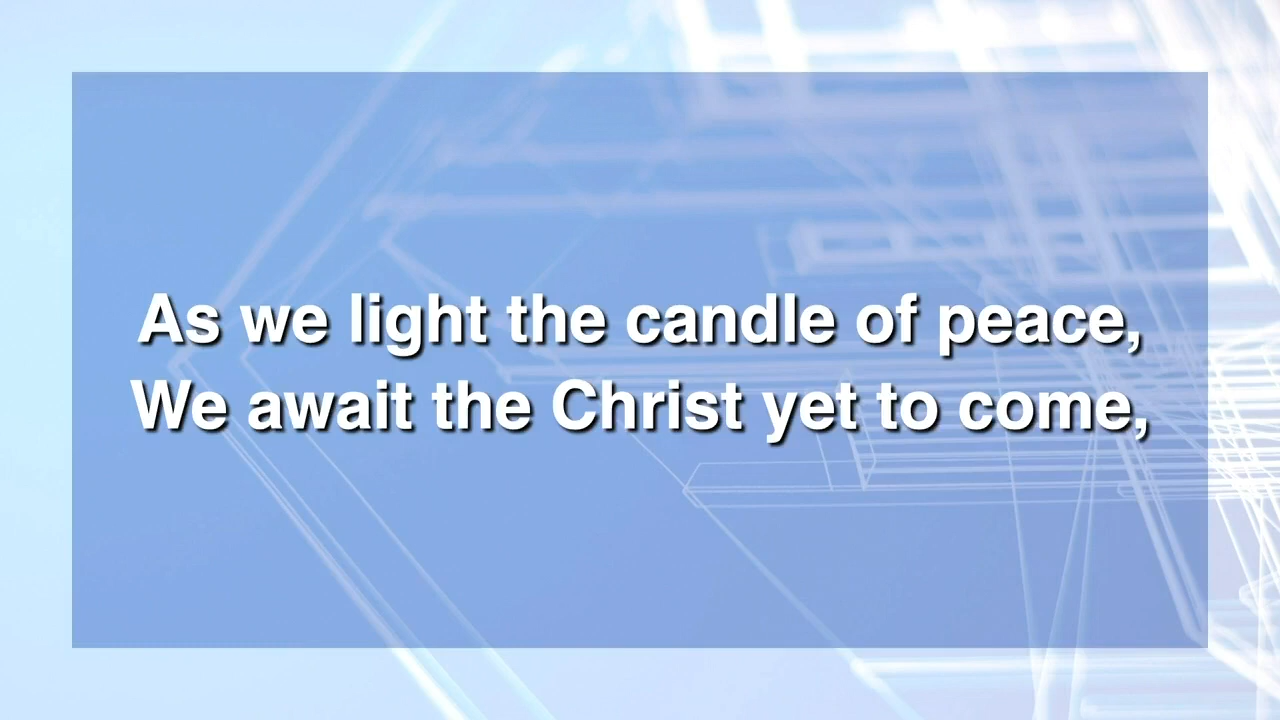 As we light the candle of peace,
We await the Christ yet to come,